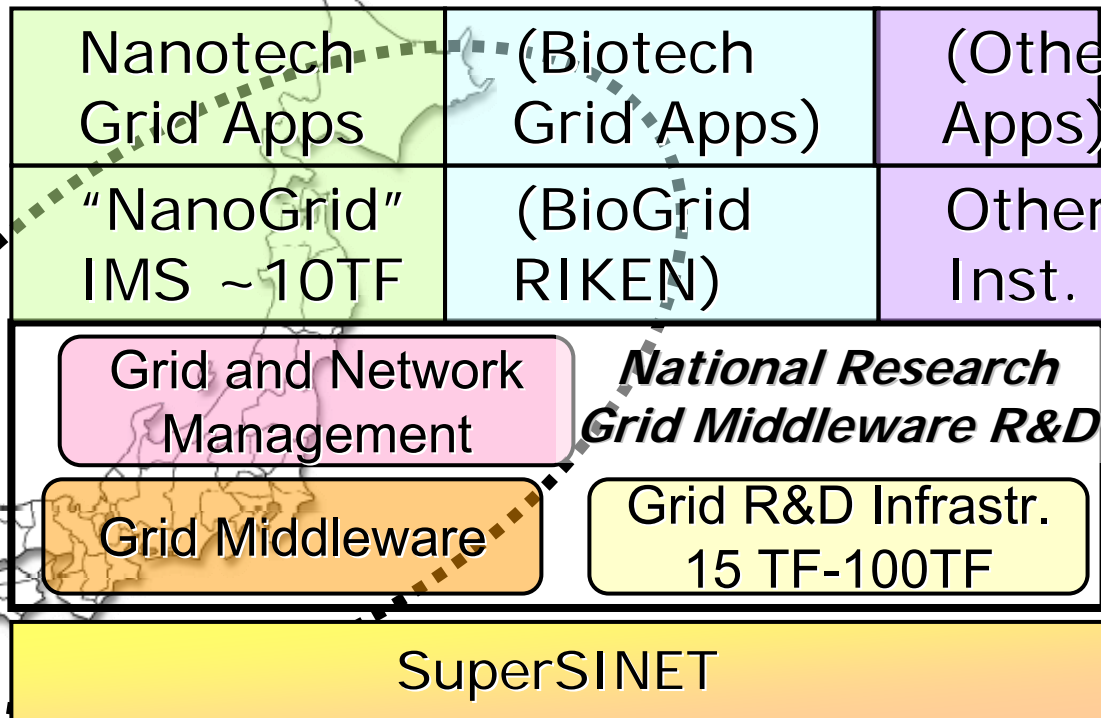 Nanotech
Grid Apps
(Biotech
Grid Apps)
(Othe
Apps)
“NanoGrid”
IMS ~10TF
(BioGrid
RIKEN)
Other
Inst.
Grid and Network
Management
National Research
Grid Middleware R&D
Grid Middleware
Grid R&D Infrastr.
15 TF-100TF
SuperSINET